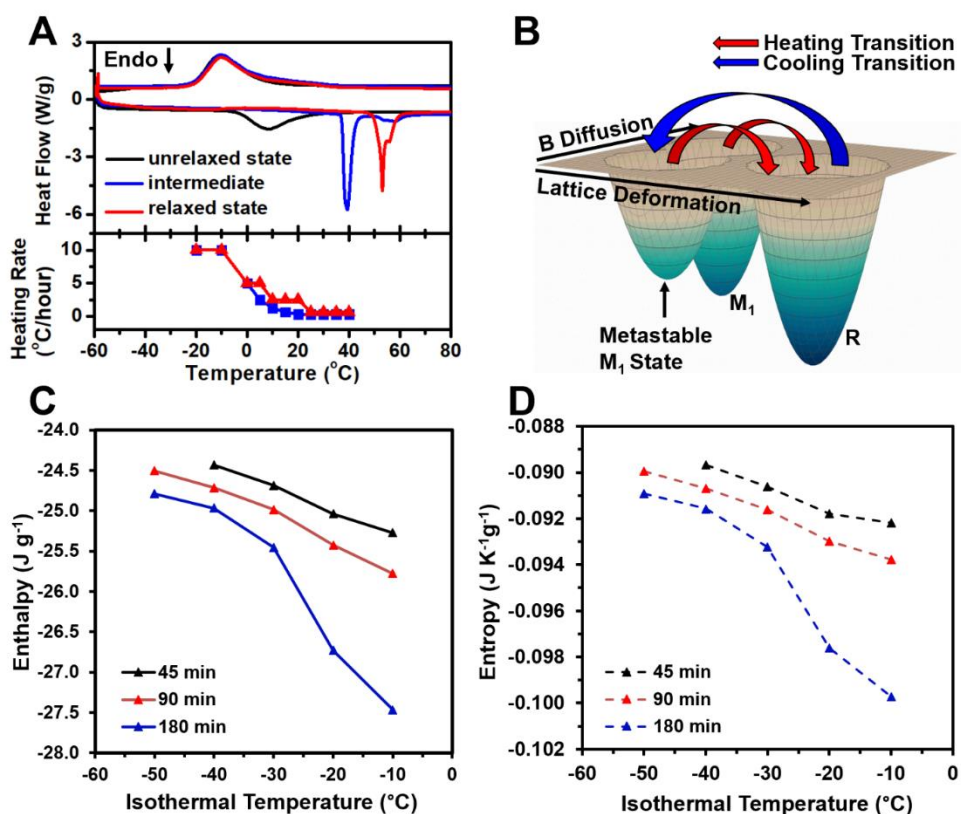 A
Endo
3
0
-3
-6
Heat Flow (W/g)
unrelaxed state
intermediate
relaxed state
10
5
0
Heating Rate
(°C/hour)
-60 -40 -20 0 20 40 60 80
Temperature (°C)
B
Heating Transition
Cooling Transition
B Diffusion
Lattice Deformation
M1
R
Metastable
M1 State
C
-24.0
-24.5
-25.0
-25.5
-26.0
-26.5
-27.0
-27.5
-28.0
Enthalpy (J g⁻¹)
45 min
90 min
180 min
-60 -50 -40 -30 -20 -10 0
Isothermal Temperature (°C)
D
-0.088
-0.090
-0.092
-0.094
-0.096
-0.098
-0.100
-0.102
Entropy (J K⁻¹g⁻¹)
45 min
90 min
180 min
-60 -50 -40 -30 -20 -10 0
Isothermal Temperature (°C)